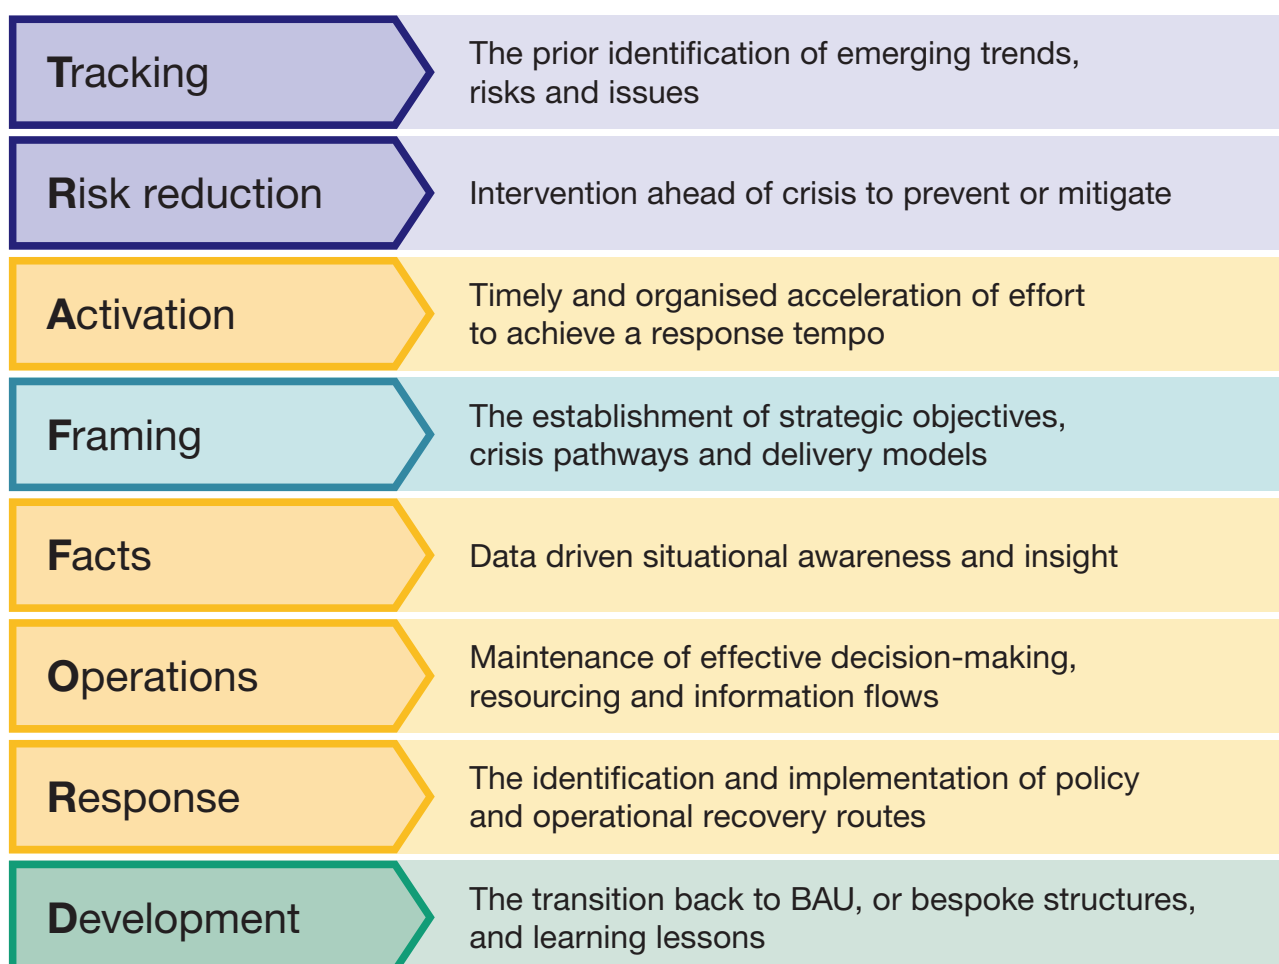 Tracking
The prior identification of emerging trends,
risks and issues
Risk reduction
Intervention ahead of crisis to prevent or mitigate
Activation
Timely and organised acceleration of effort
to achieve a response tempo
Framing
The establishment of strategic objectives,
crisis pathways and delivery models
Facts
Data driven situational awareness and insight
Operations
Maintenance of effective decision-making,
resourcing and information flows
Response
The identification and implementation of policy
and operational recovery routes
Development
The transition back to BAU, or bespoke structures,
and learning lessons